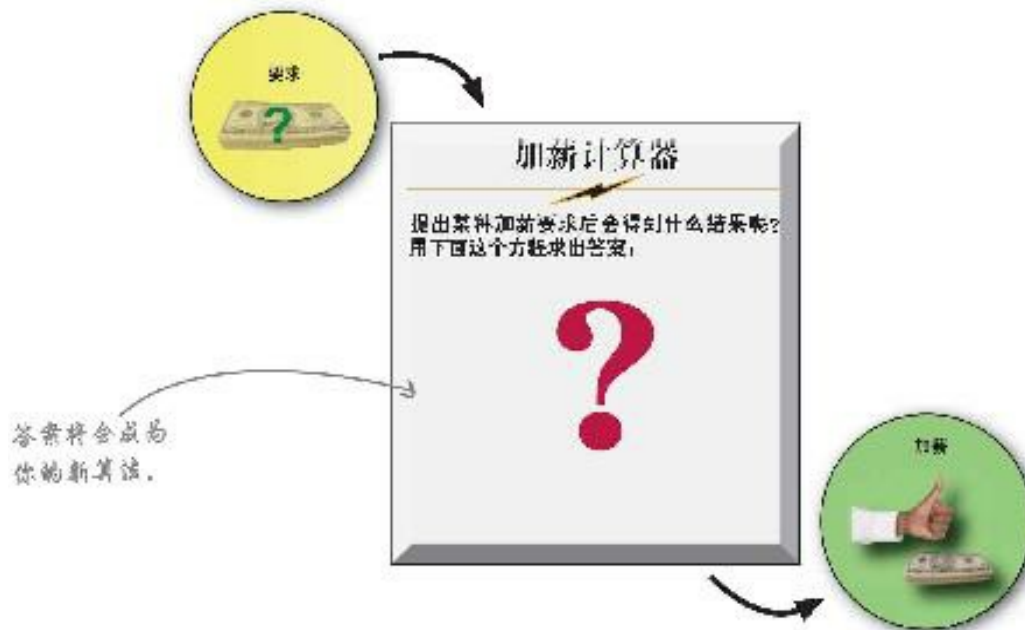 要求
加薪计算器
提出某种加薪要求后会得到什么结果呢?
用下面这个方程求出答案:
?
答案将会成为
你的新算法.
加薪